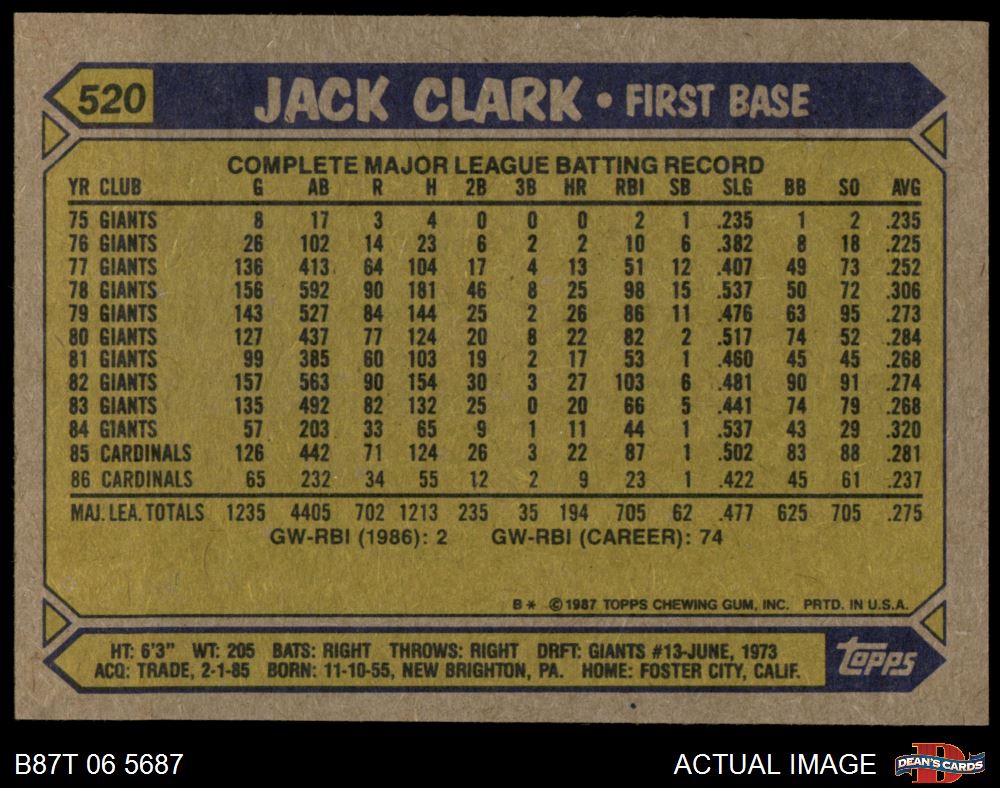 520 JACK CLARK • FIRST BASE
COMPLETE MAJOR LEAGUE BATTING RECORD
YR CLUB G AB R H 2B 3B HR RBI SB SLG BB SO AVG
75 GIANTS 8 17 3 4 0 0 0 2 1 .235 1 2 .235
76 GIANTS 26 102 14 23 6 2 2 10 6 .382 8 18 .225
77 GIANTS 136 413 64 104 17 4 13 51 12 .407 49 73 .252
78 GIANTS 156 592 90 181 46 8 25 98 15 .537 50 72 .306
79 GIANTS 143 527 84 144 25 2 26 86 11 .476 63 95 .273
80 GIANTS 127 437 77 124 20 8 22 82 2 .517 74 52 .284
81 GIANTS 99 385 60 103 19 2 17 53 1 .460 45 45 .268
82 GIANTS 157 563 90 154 30 3 27 103 6 .481 90 91 .274
83 GIANTS 135 492 82 132 25 0 20 66 5 .441 74 79 .268
84 GIANTS 57 203 33 65 9 1 11 44 1 .537 43 29 .320
85 CARDINALS 126 442 71 124 26 3 22 87 1 .502 83 88 .281
86 CARDINALS 65 232 34 55 12 2 9 23 1 .422 45 61 .237
MAJ. LEA. TOTALS 1235 4405 702 1213 235 35 194 705 62 .477 625 705 .275
GW-RBI (1986): 2 GW-RBI (CAREER): 74
B* © 1987 TOPPS CHEWING GUM, INC. PRTD. IN U.S.A.
HT: 6'3" WT: 205 BATS: RIGHT THROWS: RIGHT DRFT: GIANTS #13-JUNE, 1973
ACQ: TRADE, 2-1-85 BORN: 11-10-55, NEW BRIGHTON, PA. HOME: FOSTER CITY, CALIF.
Topps
B87T 06 5687 ACTUAL IMAGE
D
DEAN'S CARDS